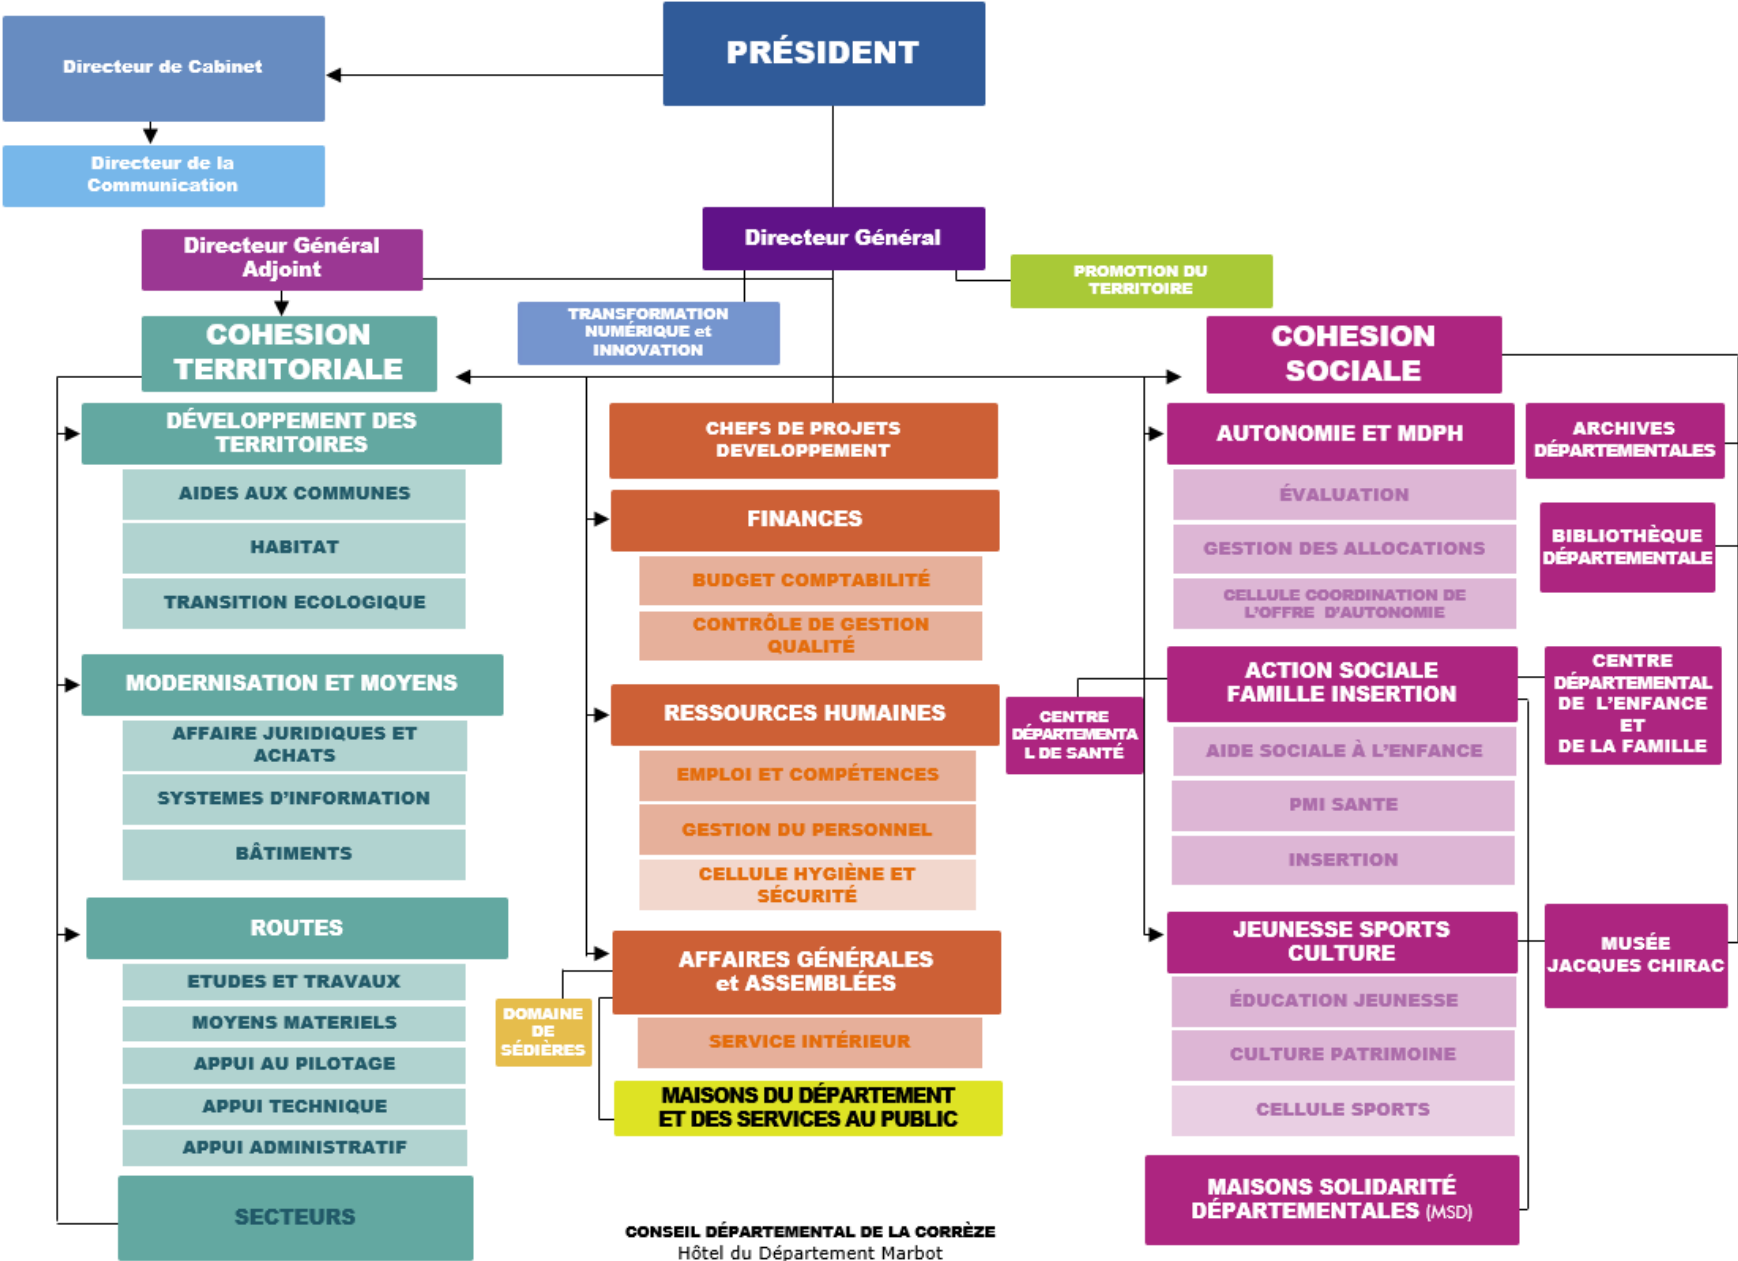 PRÉSIDENT
Directeur de Cabinet
Directeur de la
Communication
Directeur Général
Directeur Général
Adjoint
PROMOTION DU
TERRITOIRE
TRANSFORMATION
NUMÉRIQUE et
INNOVATION
COHESION
TERRITORIALE
DÉVELOPPEMENT DES
TERRITOIRES
AIDES AUX COMMUNES
HABITAT
TRANSITION ECOLOGIQUE
MODERNISATION ET MOYENS
AFFAIRE JURIDIQUES ET
ACHATS
SYSTEMES D'INFORMATION
BÂTIMENTS
ROUTES
ETUDES ET TRAVAUX
MOYENS MATERIELS
APPUI AU PILOTAGE
APPUI TECHNIQUE
APPUI ADMINISTRATIF
SECTEURS
CHEFS DE PROJETS
DEVELOPPEMENT
FINANCES
BUDGET COMPTABILITÉ
CONTRÔLE DE GESTION
QUALITÉ
RESSOURCES HUMAINES
EMPLOI ET COMPÉTENCES
GESTION DU PERSONNEL
CELLULE HYGIÈNE ET
SÉCURITÉ
AFFAIRES GÉNÉRALES
et ASSEMBLÉES
DOMAINE
DE
SÉDIÈRES
SERVICE INTÉRIEUR
MAISONS DU DÉPARTEMENT
ET DES SERVICES AU PUBLIC
COHESION
SOCIALE
AUTONOMIE ET MDPH
ÉVALUATION
GESTION DES ALLOCATIONS
CELLULE COORDINATION DE
L'OFFRE D'AUTONOMIE
ACTION SOCIALE
FAMILLE INSERTION
CENTRE
DÉPARTEMENTA
L DE SANTÉ
AIDE SOCIALE À L'ENFANCE
PMI SANTE
INSERTION
JEUNESSE SPORTS
CULTURE
ÉDUCATION JEUNESSE
CULTURE PATRIMOINE
CELLULE SPORTS
MAISONS SOLIDARITÉ
DÉPARTEMENTALES (MSD)
ARCHIVES
DÉPARTEMENTALES
BIBLIOTHÈQUE
DÉPARTEMENTALE
CENTRE
DÉPARTEMENTAL
DE L'ENFANCE
ET
DE LA FAMILLE
MUSÉE
JACQUES CHIRAC
CONSEIL DÉPARTEMENTAL DE LA CORRÈZE
Hôtel du Département Marbot